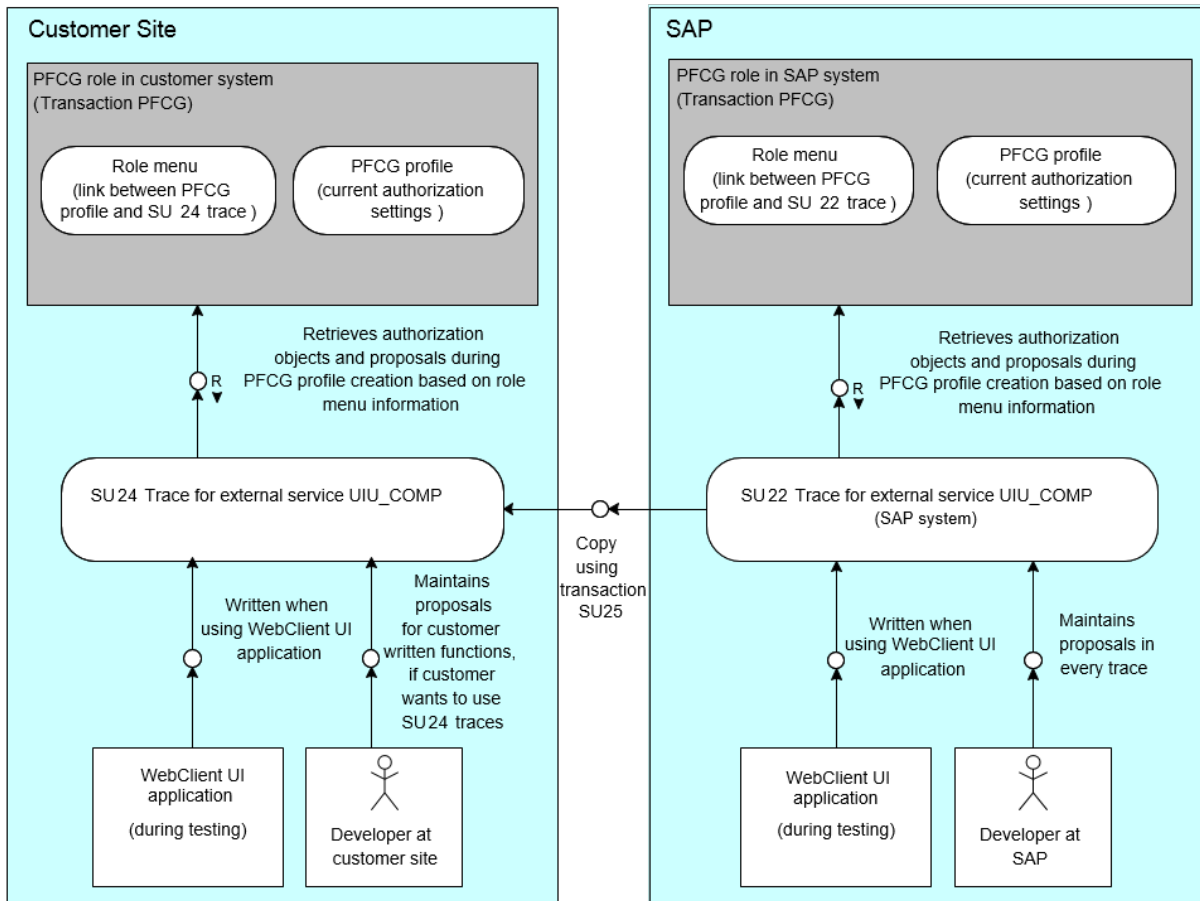 Customer Site
PFCG role in customer system
(Transaction PFCG)
Role menu
(link between PFCG
profile and SU 24 trace )
PFCG profile
(current authorization
settings )
Retrieves authorization
objects and proposals during
PFCG profile creation based on role
menu information
R
SU24 Trace for external service UIU_COMP
Written when
using WebClient UI
application
Maintains
proposals
for customer
written functions,
if customer
wants to use
SU24 traces
WebClient UI
application
(during testing)
Developer at
customer site
Copy
using
transaction
SU25
SAP
PFCG role in SAP system
(Transaction PFCG)
Role menu
(link between PFCG
profile and SU 22 trace )
PFCG profile
(current authorization
settings )
Retrieves authorization
objects and proposals during
PFCG profile creation based on role
menu information
R
SU22 Trace for external service UIU_COMP
(SAP system)
Written when
using WebClient UI
application
Maintains
proposals in
every trace
WebClient UI
application
(during testing)
Developer at
SAP